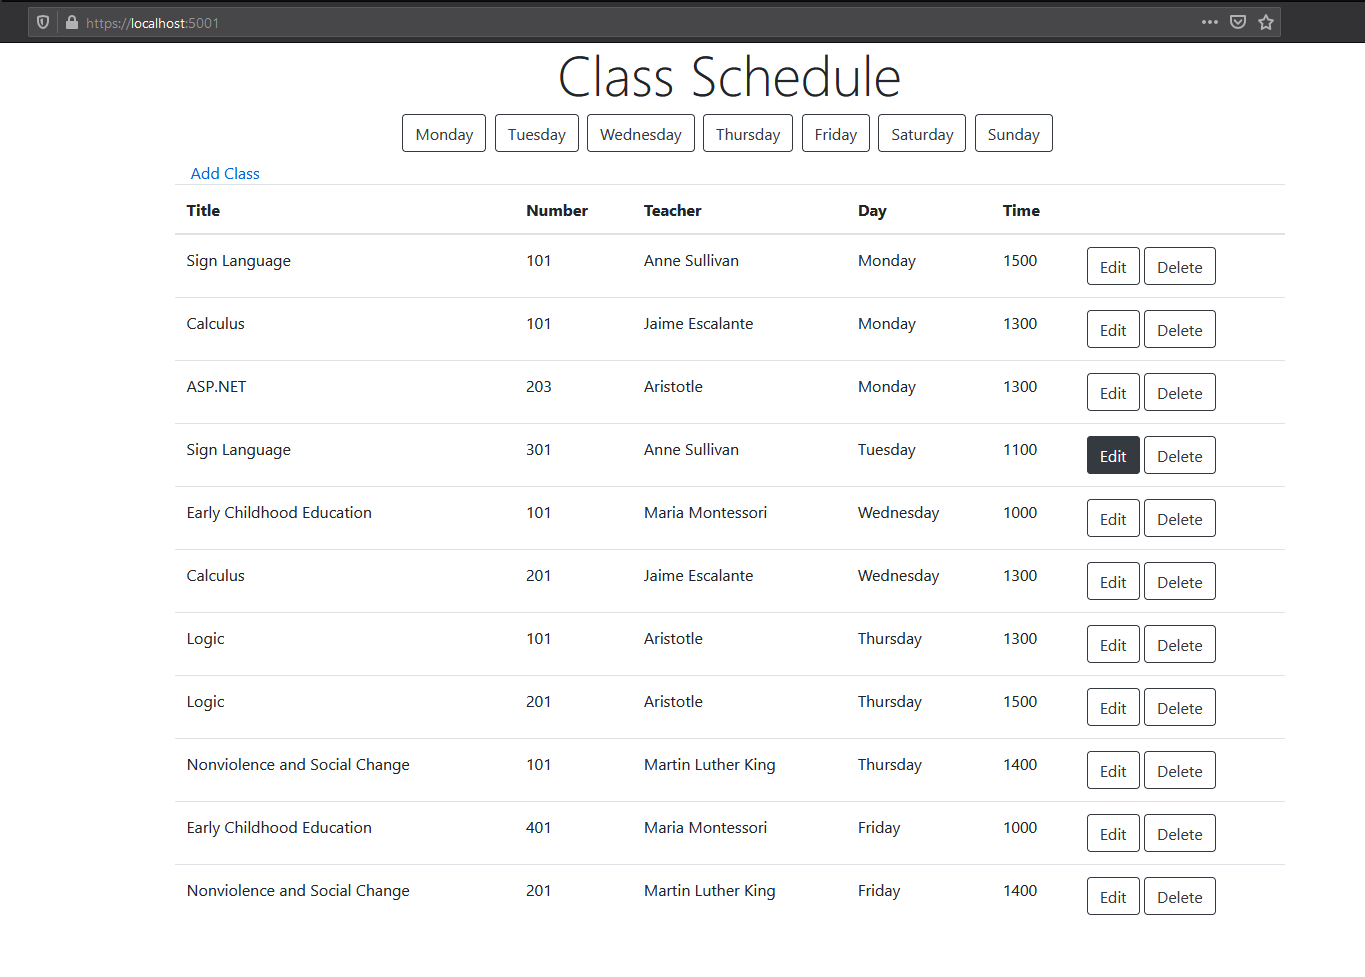 https://localhost:5001
Class Schedule
Monday Tuesday Wednesday Thursday Friday Saturday Sunday
Add Class
Title Number Teacher Day Time
Sign Language 101 Anne Sullivan Monday 1500 Edit Delete
Calculus 101 Jaime Escalante Monday 1300 Edit Delete
ASP.NET 203 Aristotle Monday 1300 Edit Delete
Sign Language 301 Anne Sullivan Tuesday 1100 Edit Delete
Early Childhood Education 101 Maria Montessori Wednesday 1000 Edit Delete
Calculus 201 Jaime Escalante Wednesday 1300 Edit Delete
Logic 101 Aristotle Thursday 1300 Edit Delete
Logic 201 Aristotle Thursday 1500 Edit Delete
Nonviolence and Social Change 101 Martin Luther King Thursday 1400 Edit Delete
Early Childhood Education 401 Maria Montessori Friday 1000 Edit Delete
Nonviolence and Social Change 201 Martin Luther King Friday 1400 Edit Delete